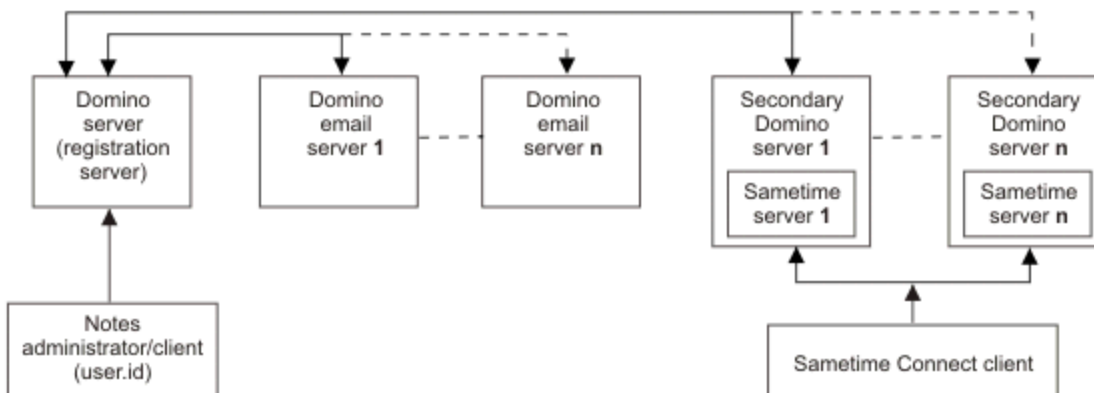 Domino
server
(registration
server)
Domino
email
server 1
Domino
email
server n
Secondary
Domino
server 1
Sametime
server 1
Secondary
Domino
server n
Sametime
server n
Notes
administrator/client
(user.id)
Sametime Connect client